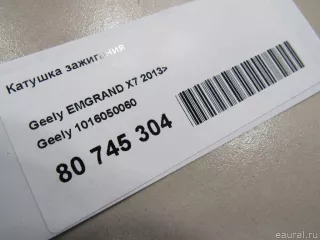 Катушка зажигания
Geely EMGRAND X7 2013>
Geely 1016050060
80 745 304
eaural.ru